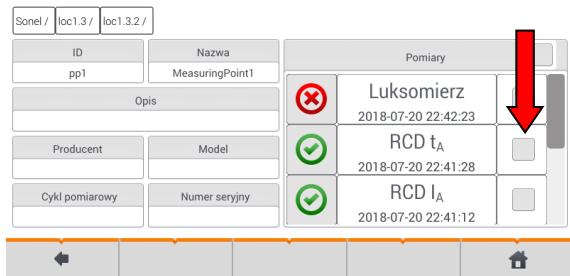 Sonel / loc1.3 / loc1.3.2 /
ID Nazwa
pp1 MeasuringPoint1
Opis
Producent Model
Cykl pomiarowy Numer seryjny
Pomiary
Luksomierz
2018-07-20 22:42:23
RCD tA
2018-07-20 22:41:28
RCD IA
2018-07-20 22:41:12